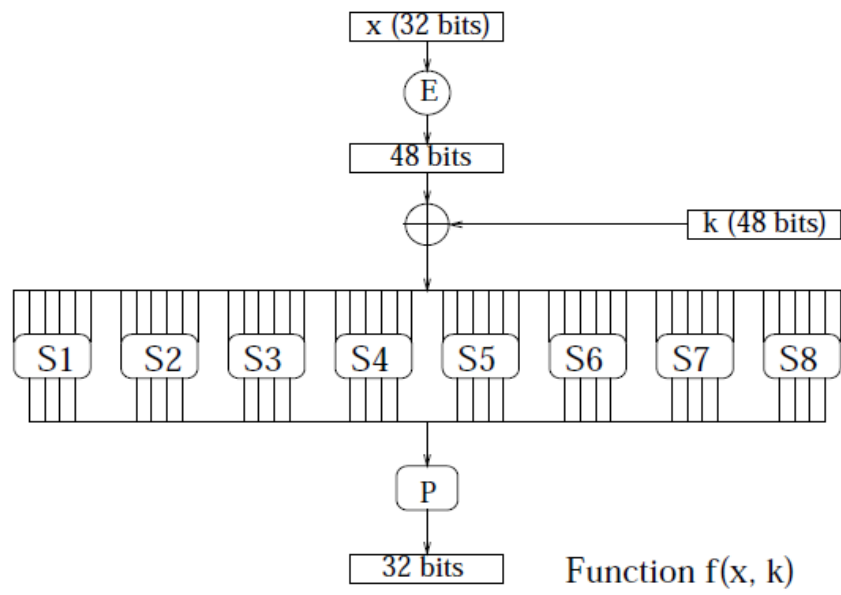 x (32 bits)
E
48 bits
k (48 bits)
S1 S2 S3 S4 S5 S6 S7 S8
P
32 bits
Function f(x, k)